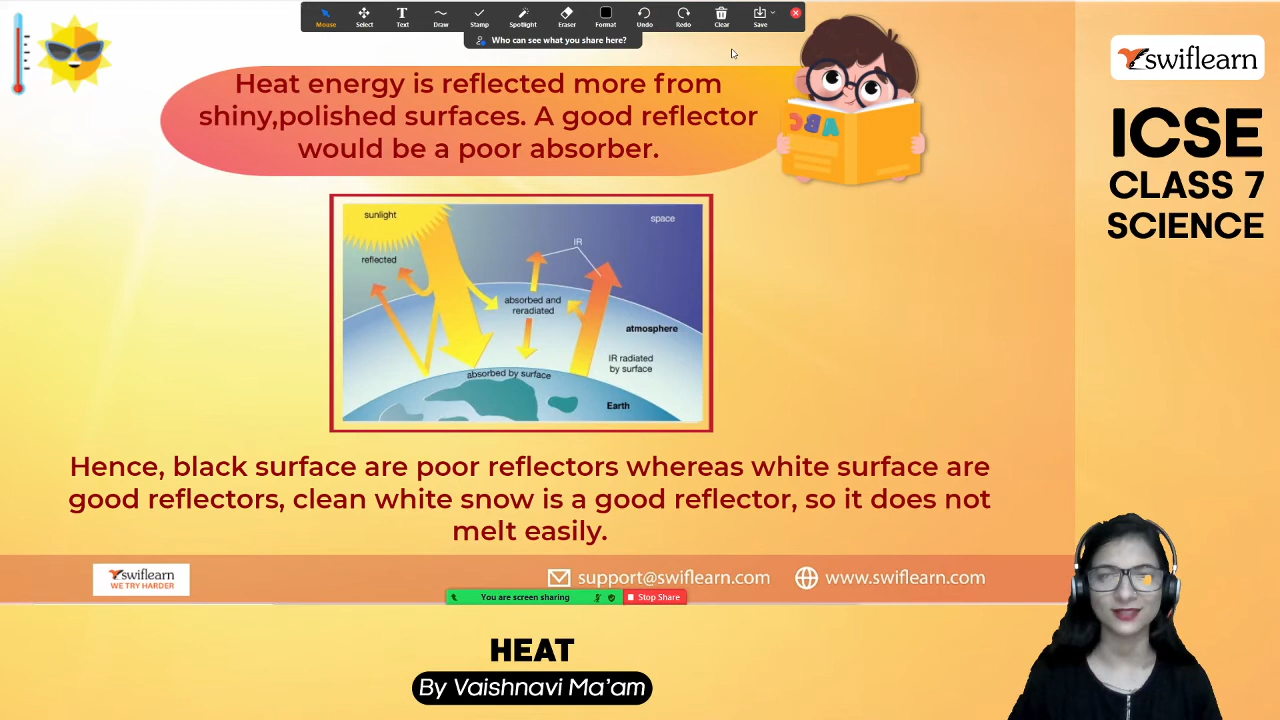 Mouse
Select
Text
Draw
Stamp
Spotlight
Eraser
Format
Undo
Redo
Clear
Save
Who can see what you share here?
Heat energy is reflected more from
shiny,polished surfaces. A good reflector
would be a poor absorber.
ABC
swiflearn
ICSE
CLASS 7
SCIENCE
sunlight
space
IR
reflected
absorbed and
reradiated
atmosphere
IR radiated
by surface
absorbed by surface
Earth
Hence, black surface are poor reflectors whereas white surface are
good reflectors, clean white snow is a good reflector, so it does not
melt easily.
swiflearn
WE TRY HARDER
support@swiflearn.com
www.swiflearn.com
You are screen sharing
Stop Share
HEAT
By Vaishnavi Ma'am